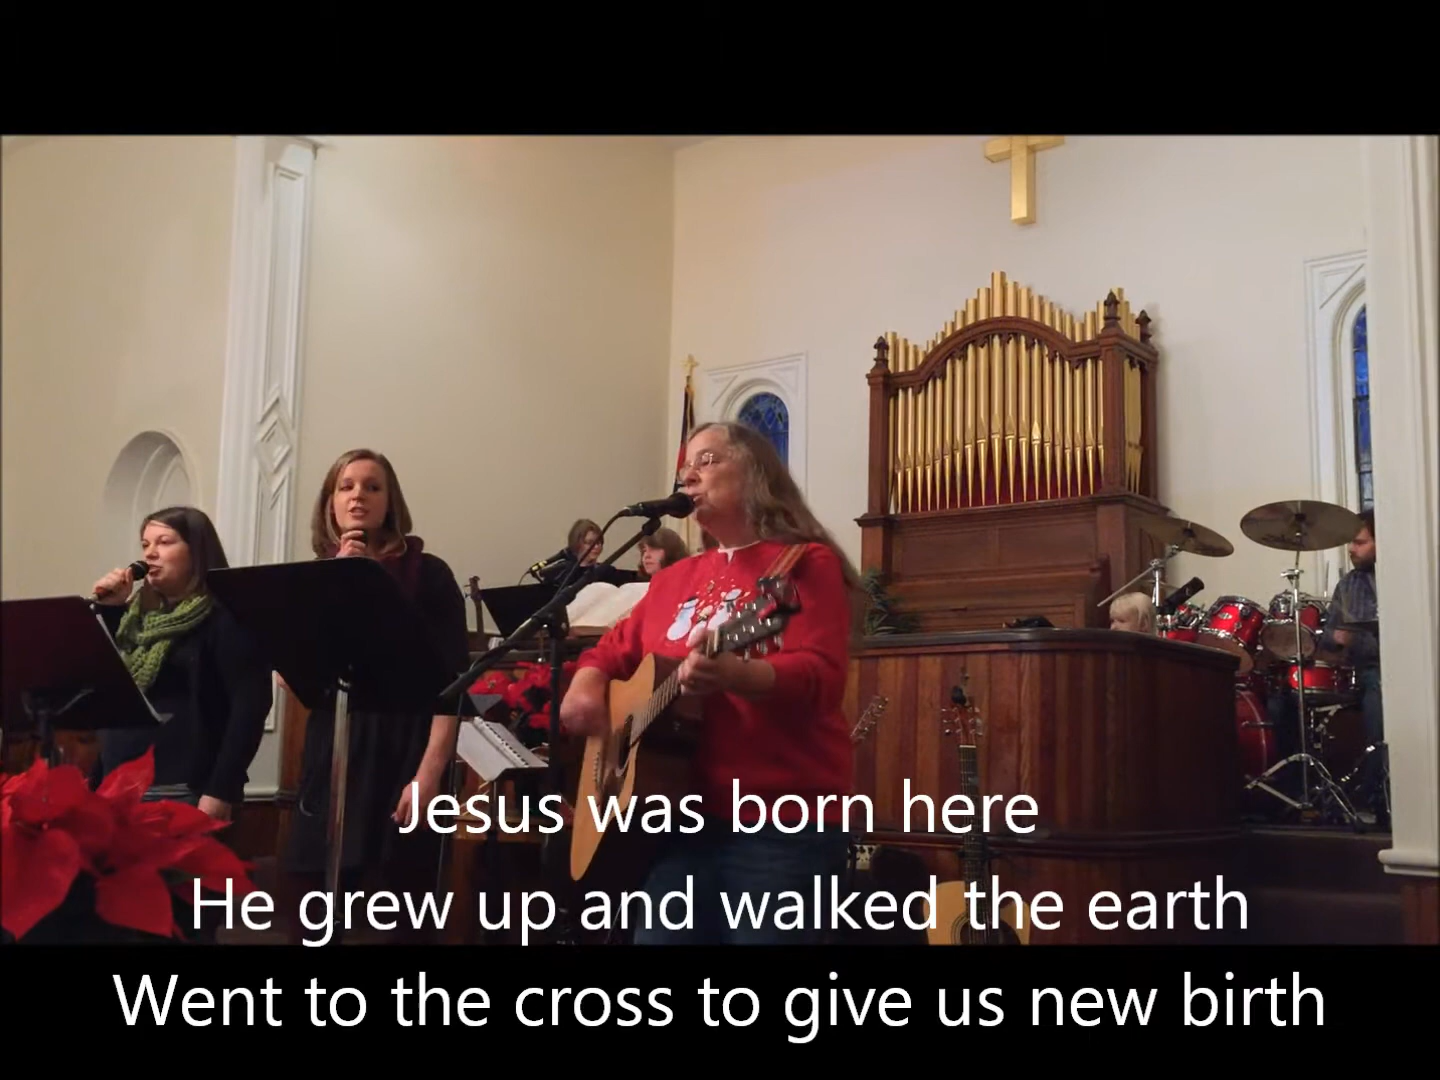 Jesus was born here
He grew up and walked the earth
Went to the cross to give us new birth